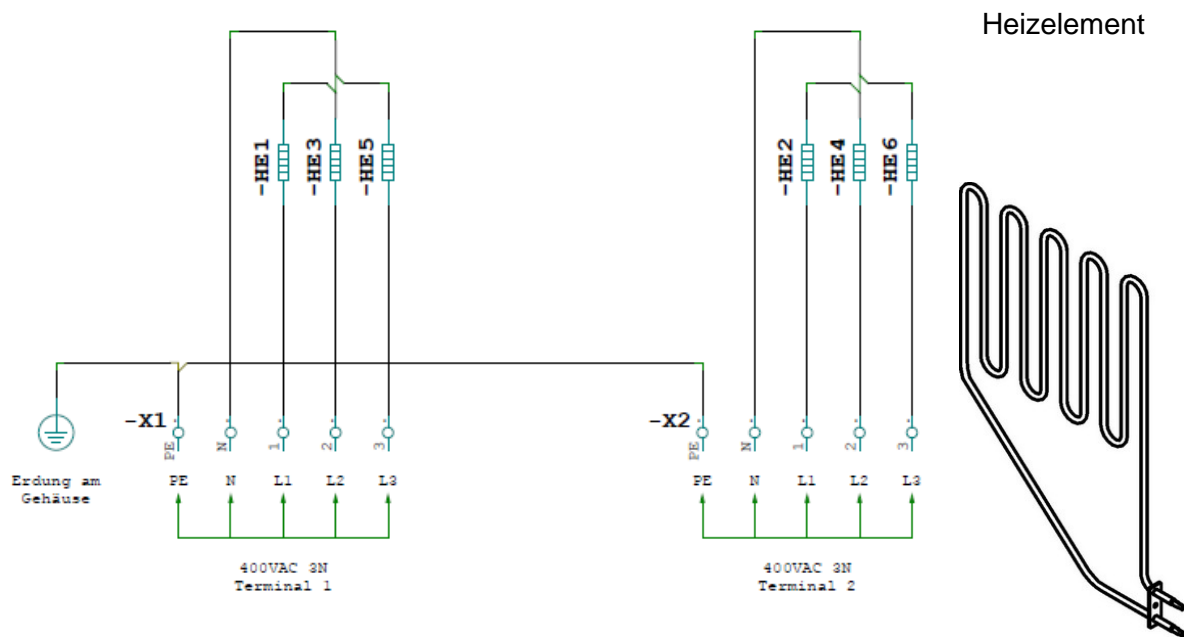 Heizelement
-HE1
-HE3
-HE5
-HE2
-HE4
-HE6
-X1
PE
N
1
2
3
-X2
PE
N
1
2
3
Erdung am
Gehäuse
PE N L1 L2 L3
PE N L1 L2 L3
400VAC 3N
Terminal 1
400VAC 3N
Terminal 2